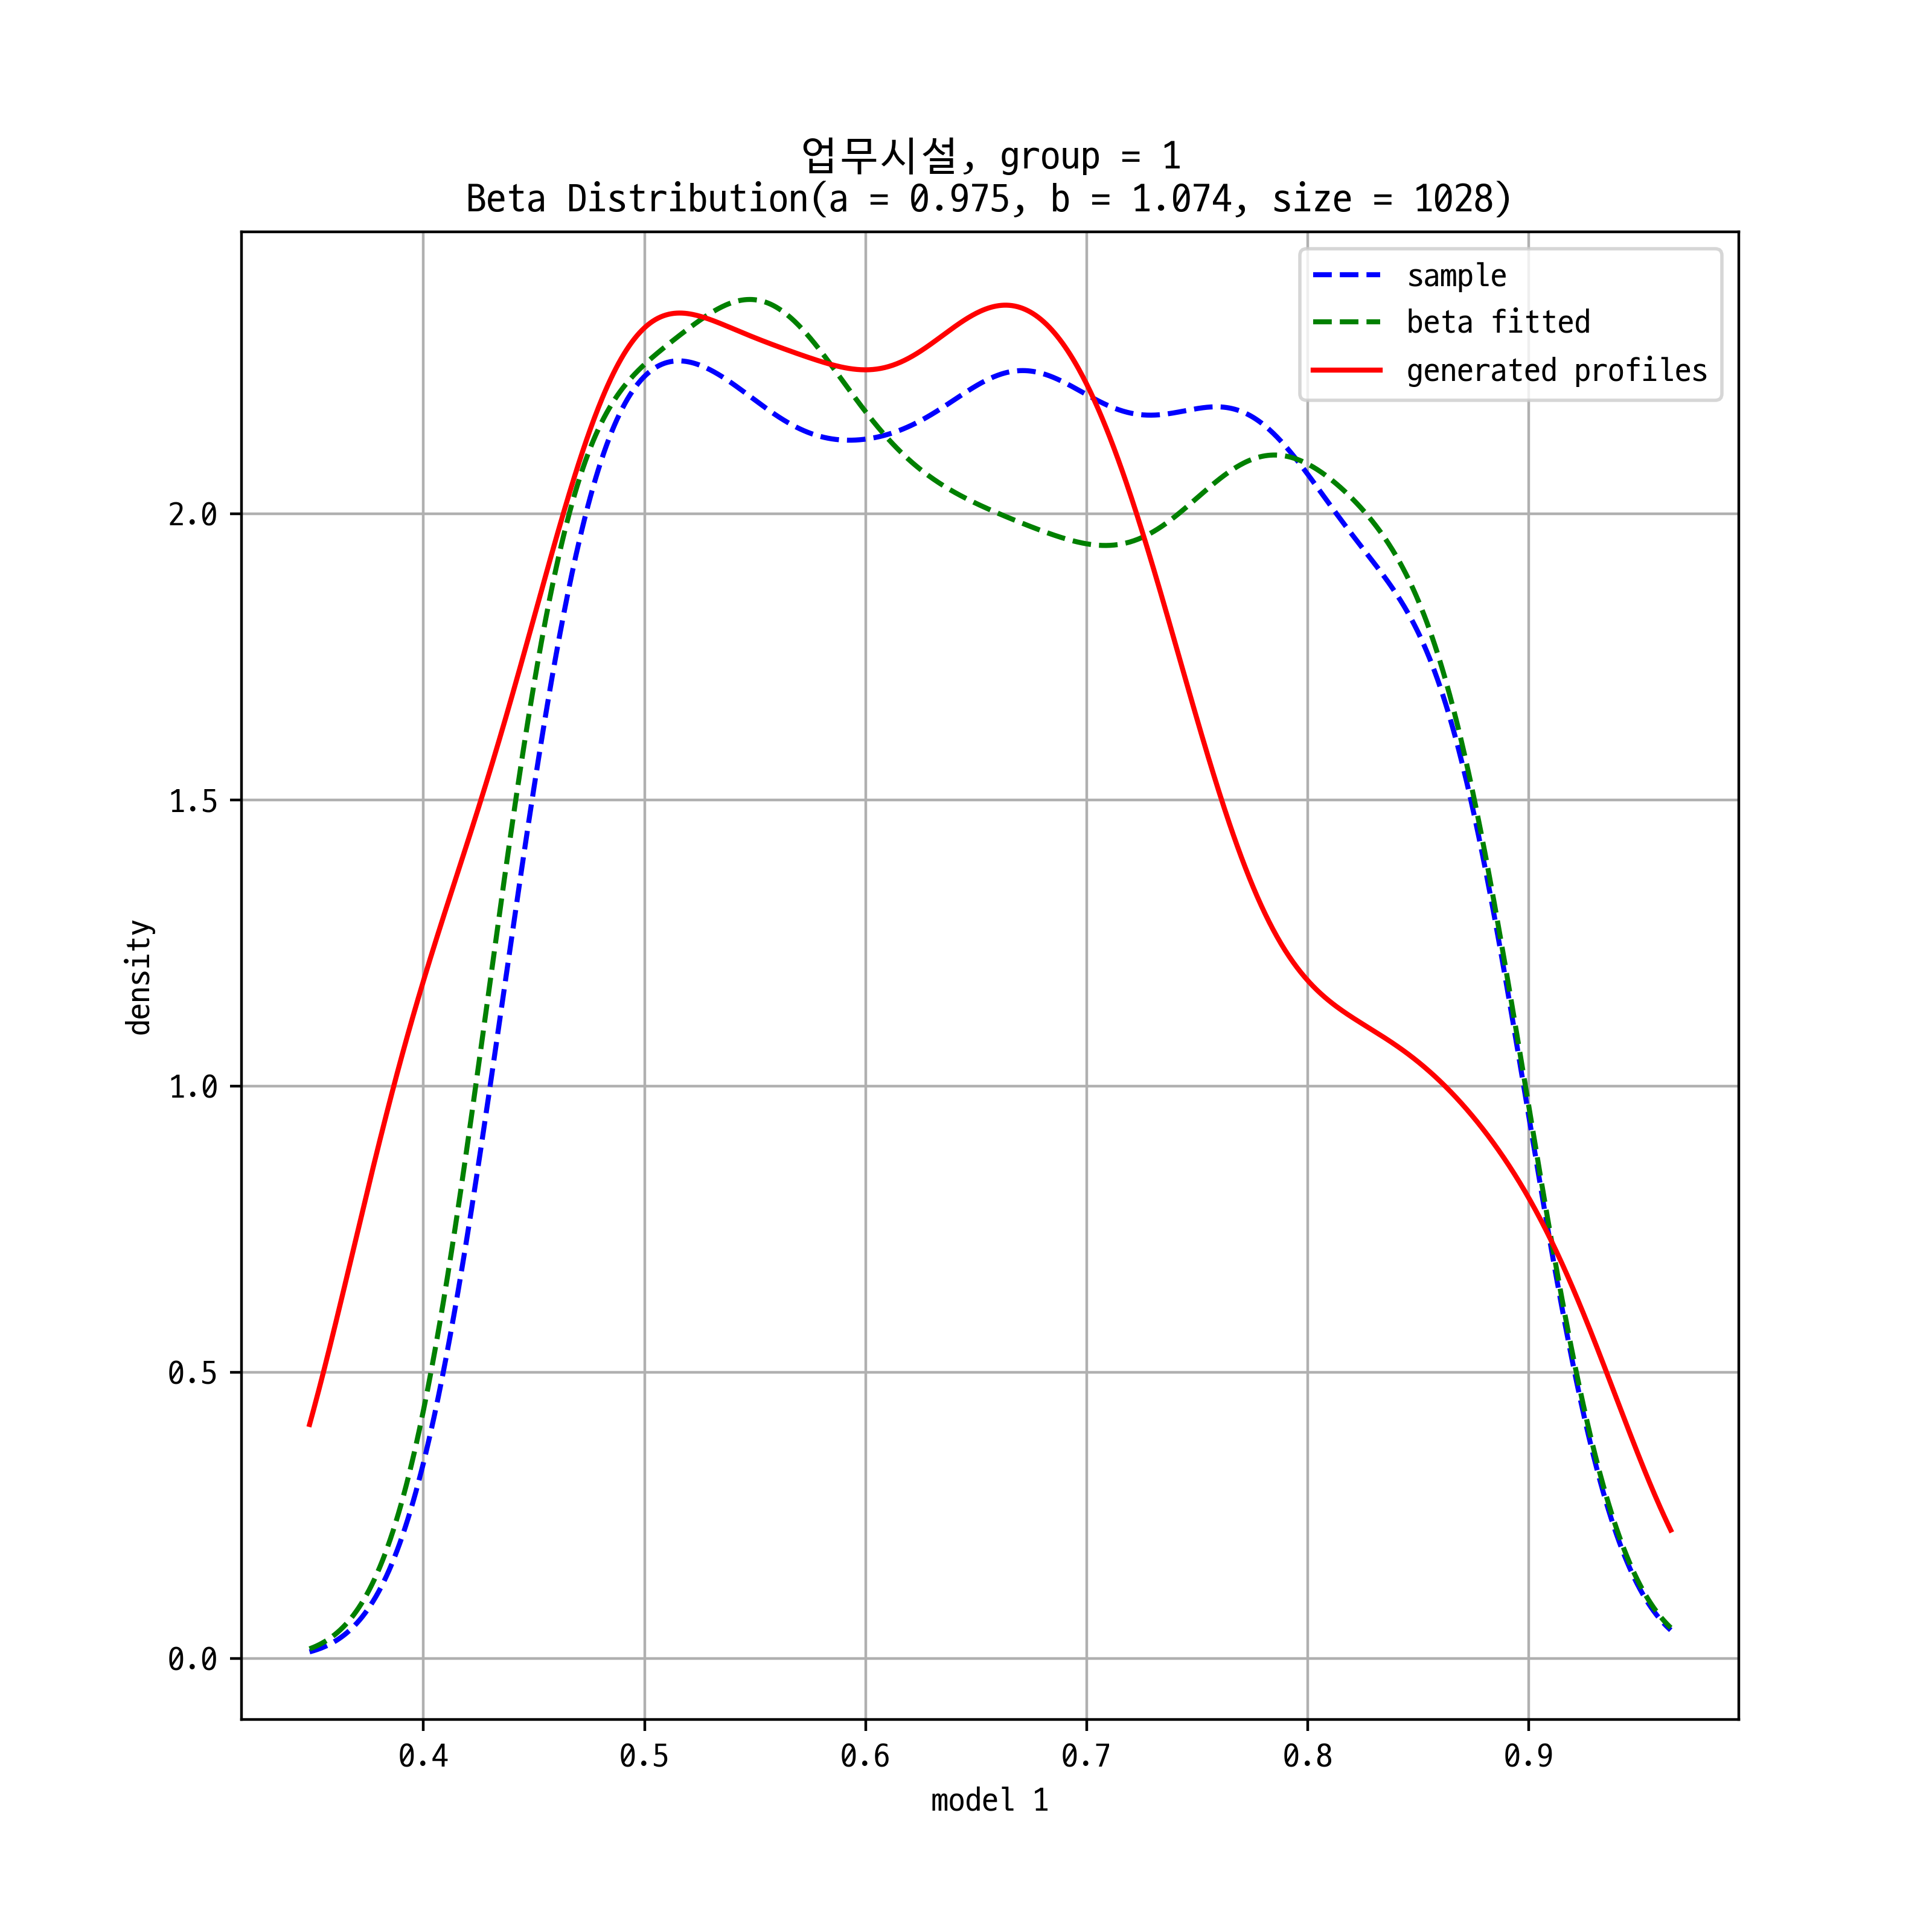 업무시설, group = 1
Beta Distribution(a = 0.975, b = 1.074, size = 1028)
sample
beta fitted
generated profiles
density
2.0
1.5
1.0
0.5
0.0
0.4 0.5 0.6 0.7 0.8 0.9
model 1